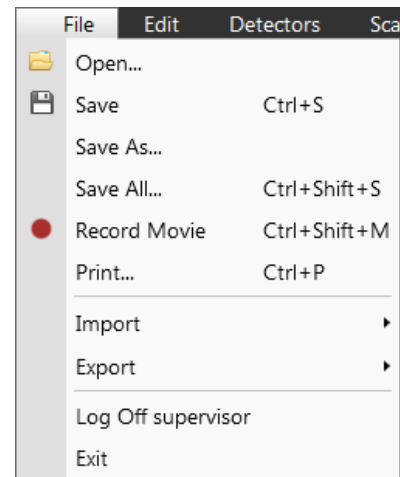 File Edit Detectors Sca
Open...
Save Ctrl+S
Save As...
Save All... Ctrl+Shift+S
Record Movie Ctrl+Shift+M
Print... Ctrl+P
Import
Export
Log Off supervisor
Exit